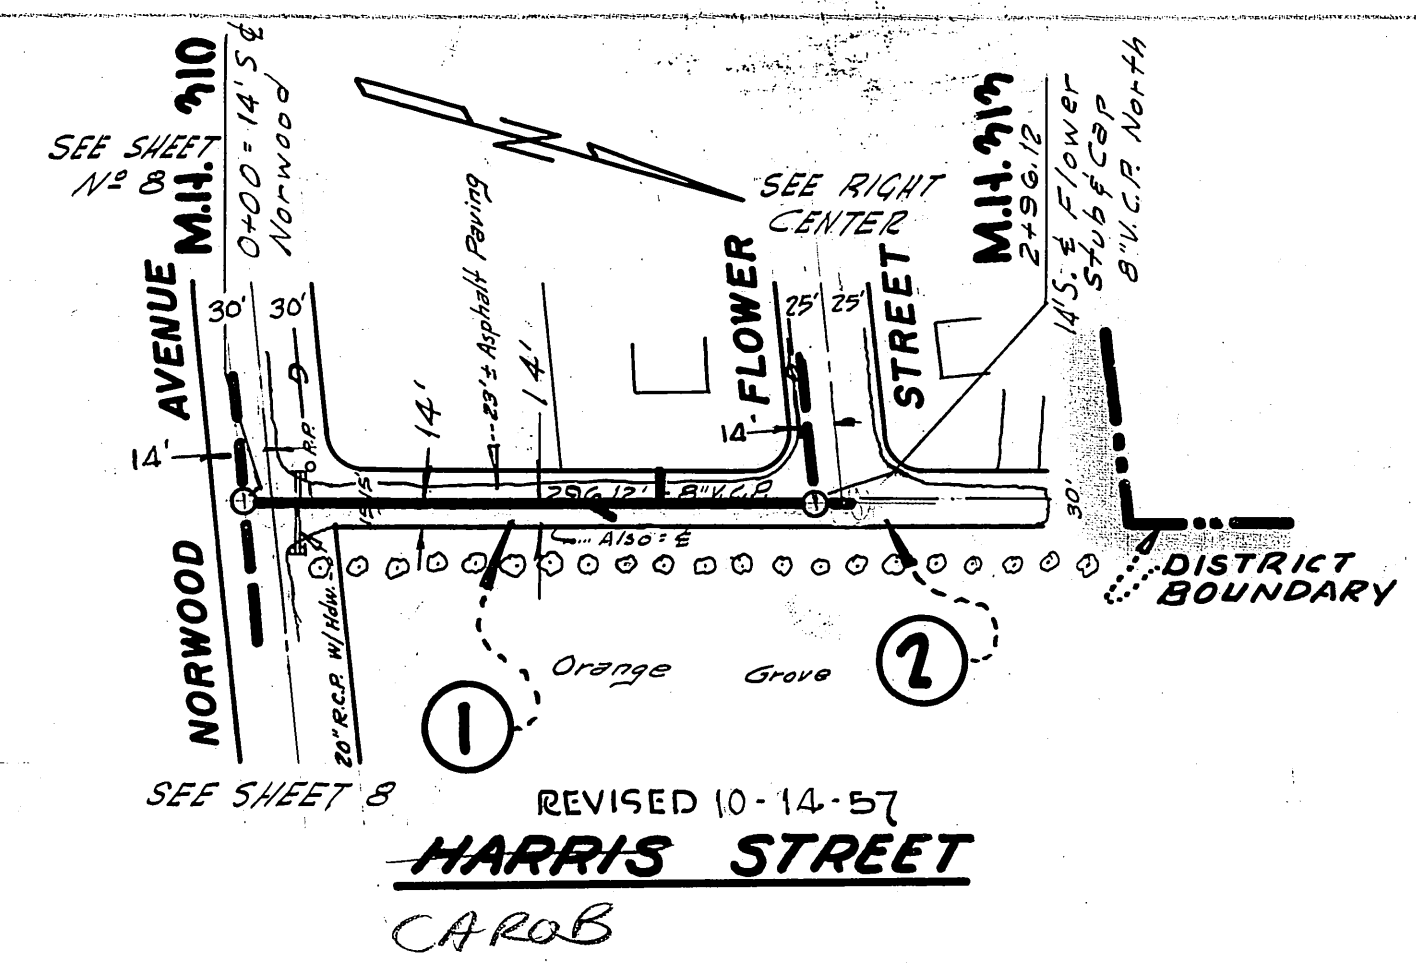 SEE SHEET
Nº 8
M.H. 310
0+00 = 14' S ℄
Norwood
SEE RIGHT
CENTER
M.H. 313
2+96.12
14' S. ℄ Flower
Stub & Cap
8" V.C.P. North
NORWOOD AVENUE
30' 30'
14'
14'
23' ± Asphalt Paving
14'
FLOWER STREET
25' 25'
14'
15' 15'
296.12' - 8" V.C.P.
Also = ℄
30'
20" R.C.P. w/ Hdw.
DISTRICT
BOUNDARY
Orange Grove
1
2
SEE SHEET 8
REVISED 10-14-57
HARRIS STREET
CAROB